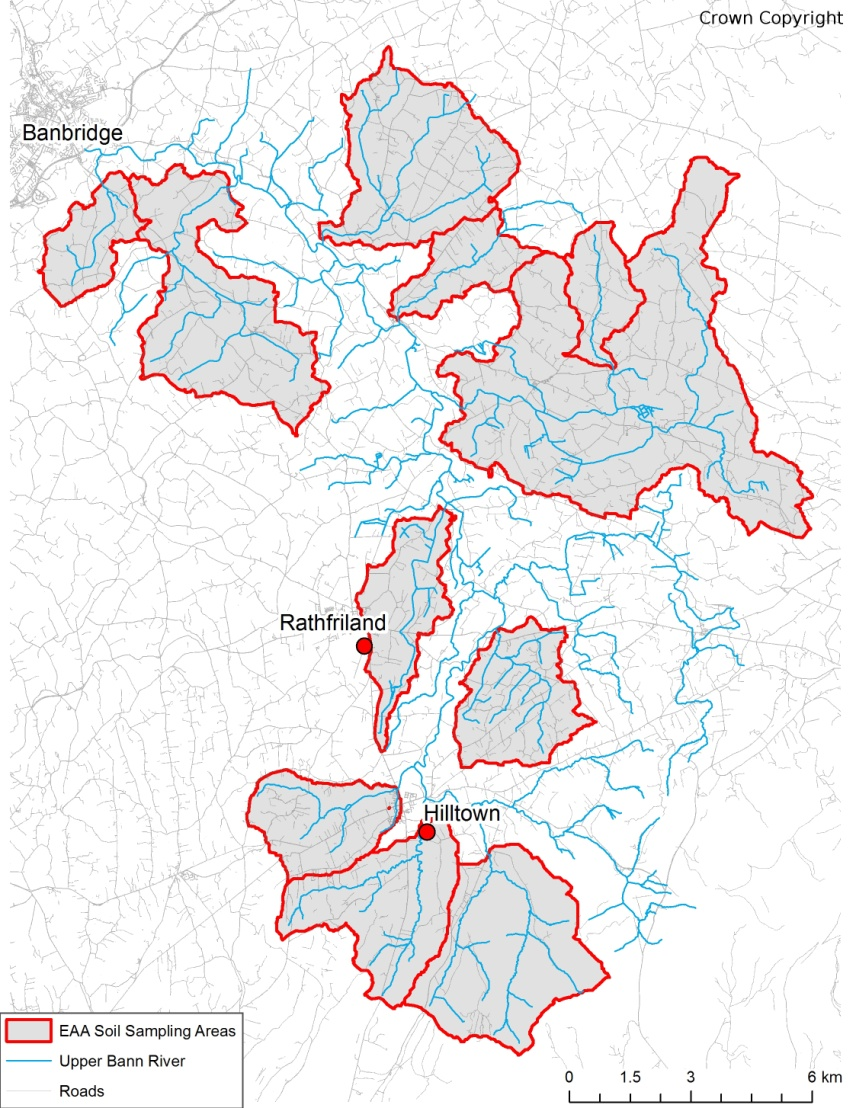 Crown Copyright
Banbridge
Rathfriland
Hilltown
EAA Soil Sampling Areas
Upper Bann River
Roads
0 1.5 3 6 km